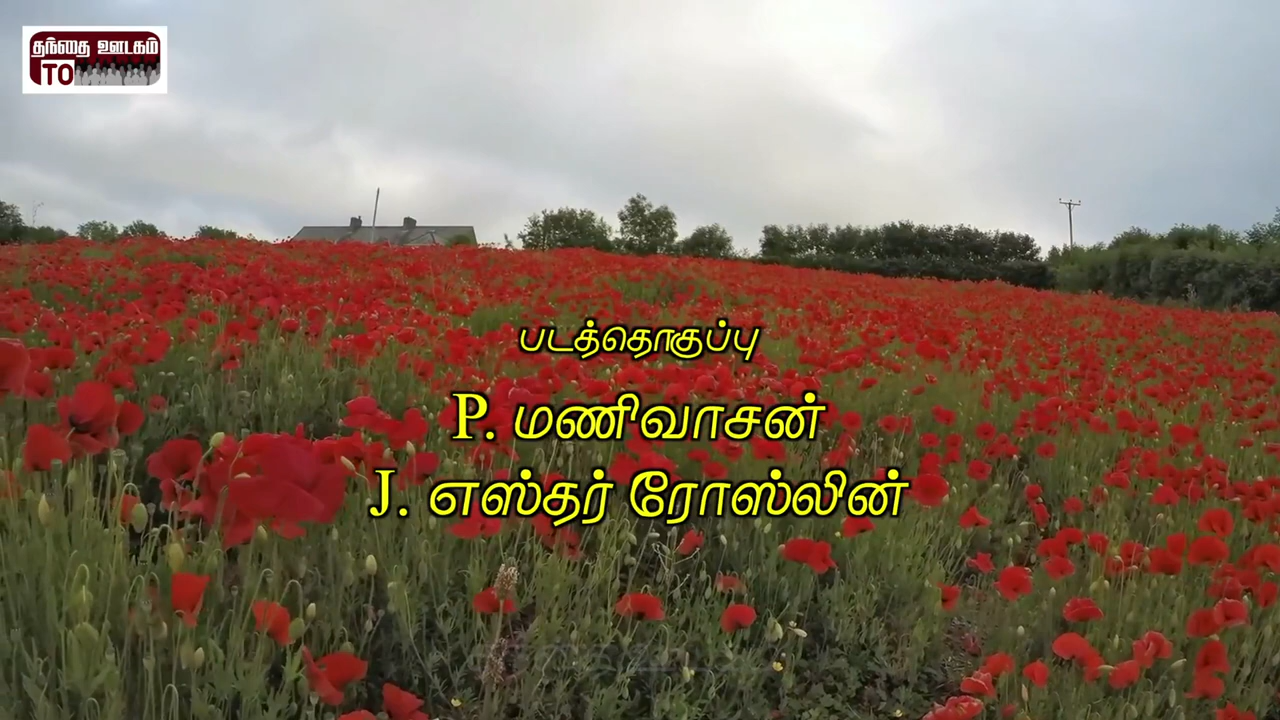 தந்தை ஊடகம்
TO
படத்தொகுப்பு
P. மணிவாசன்
J. எஸ்தர் ரோஸ்லின்